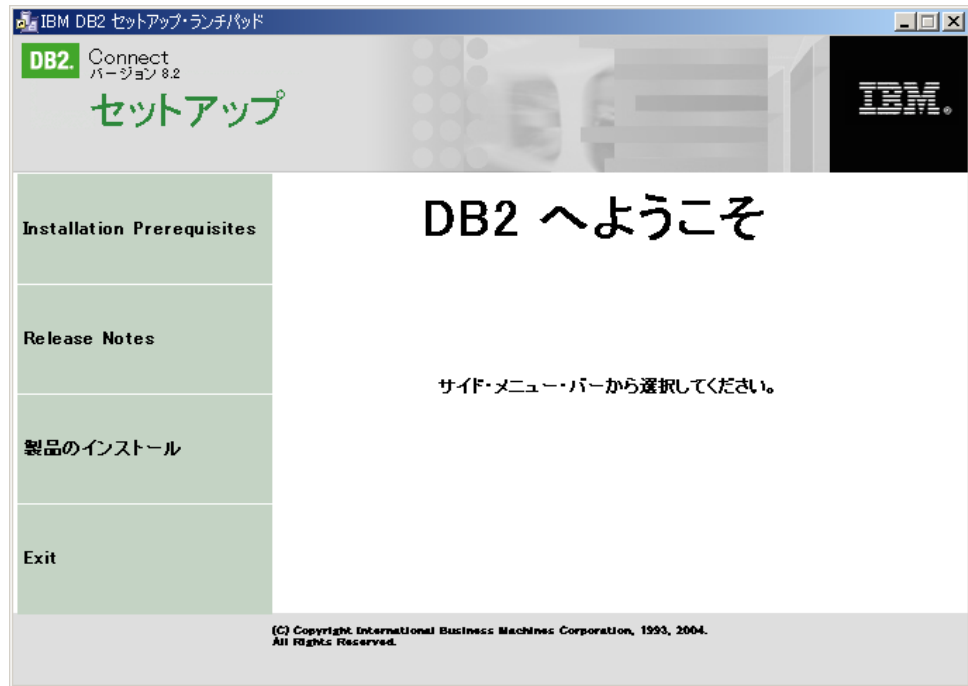 IBM DB2 セットアップ・ランチパッド
DB2. Connect
バージョン 8.2
セットアップ
IBM®
Installation Prerequisites
Release Notes
製品のインストール
Exit
DB2 へようこそ
サイド・メニュー・バーから選択してください。
(C) Copyright International Business Machines Corporation, 1993, 2004.
All Rights Reserved.